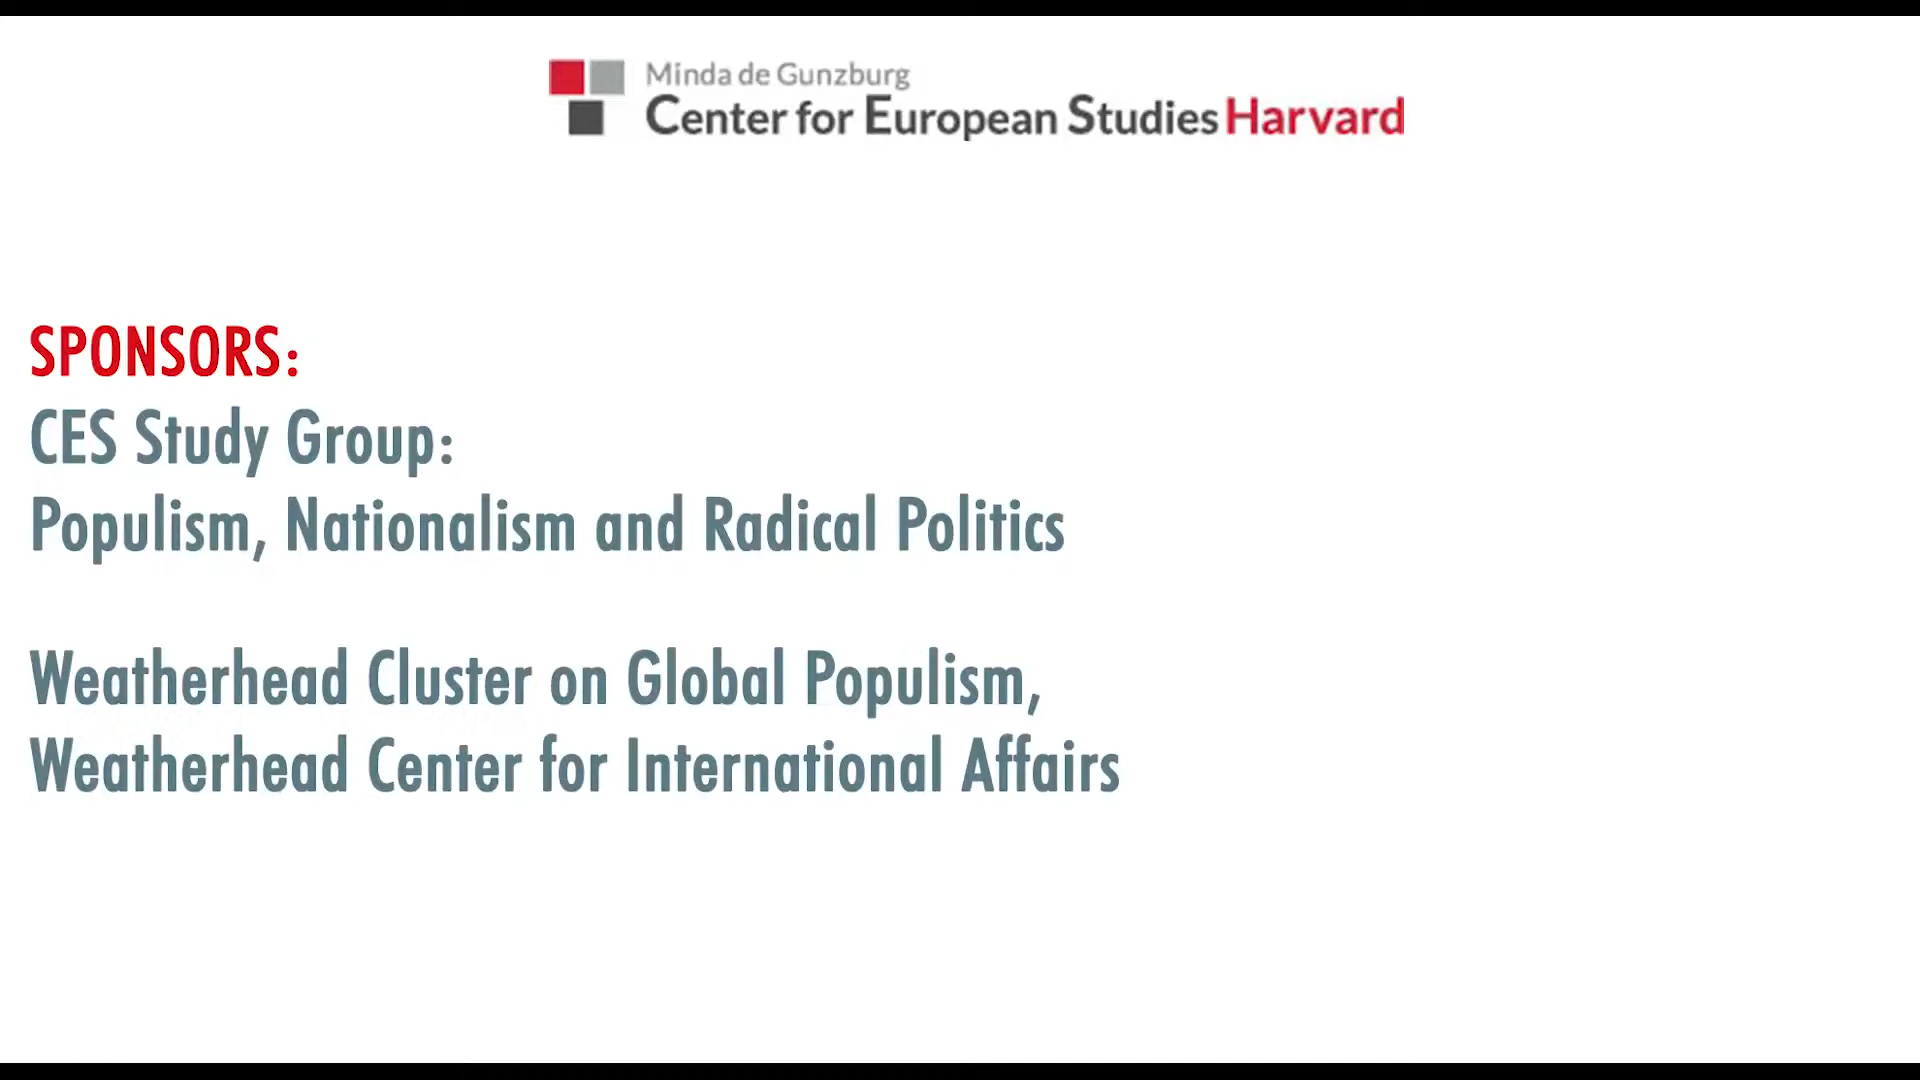 Minda de Gunzburg
Center for European Studies Harvard
SPONSORS:
CES Study Group:
Populism, Nationalism and Radical Politics
Weatherhead Cluster on Global Populism,
Weatherhead Center for International Affairs